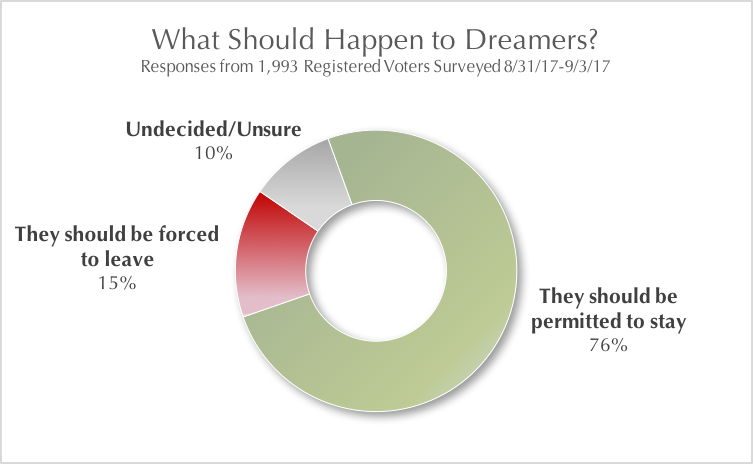 What Should Happen to Dreamers?
Responses from 1,993 Registered Voters Surveyed 8/31/17-9/3/17
Undecided/Unsure
10%
They should be forced
to leave
15%
They should be
permitted to stay
76%